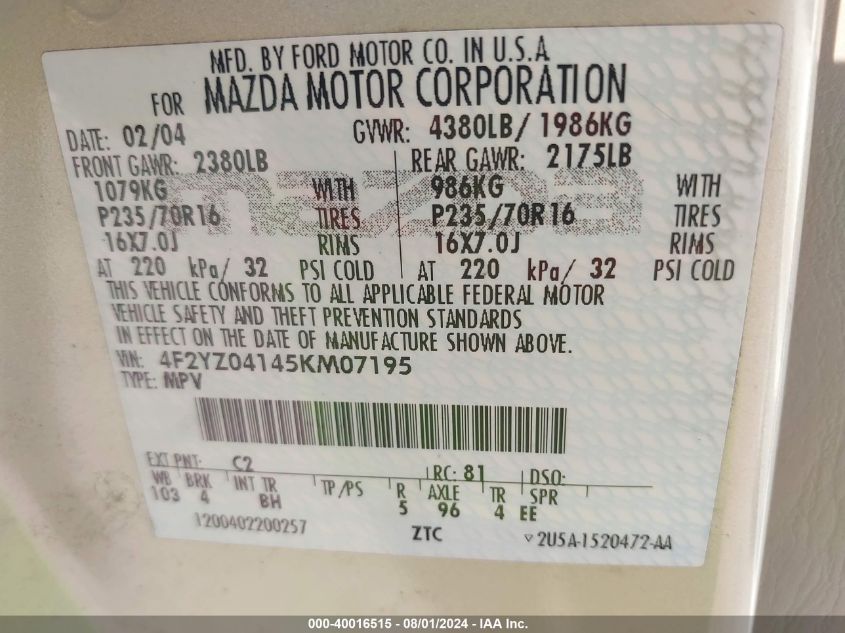 MFD. BY FORD MOTOR CO. IN U.S.A
FOR MAZDA MOTOR CORPORATION
DATE: 02/04 GVWR: 4380LB/ 1986KG
FRONT GAWR: 2380LB REAR GAWR: 2175LB
1079KG WITH 986KG WITH
P235/70R16 TIRES P235/70R16 TIRES
16X7.0J RIMS 16X7.0J RIMS
AT 220 kPa/ 32 PSI COLD AT 220 kPa/ 32 PSI COLD
THIS VEHICLE CONFORMS TO ALL APPLICABLE FEDERAL MOTOR
VEHICLE SAFETY AND THEFT PREVENTION STANDARDS
IN EFFECT ON THE DATE OF MANUFACTURE SHOWN ABOVE.
VIN: 4F2YZ04145KM07195
TYPE: MPV
EXT PNT: C2 RC: 81 DSO:
WB BRK INT TR TP/PS R AXLE TR SPR
103 4 BH 5 96 4 EE
1200402200257 ZTC 2U5A-1520472-AA
000-40016515 - 08/01/2024 - IAA Inc.